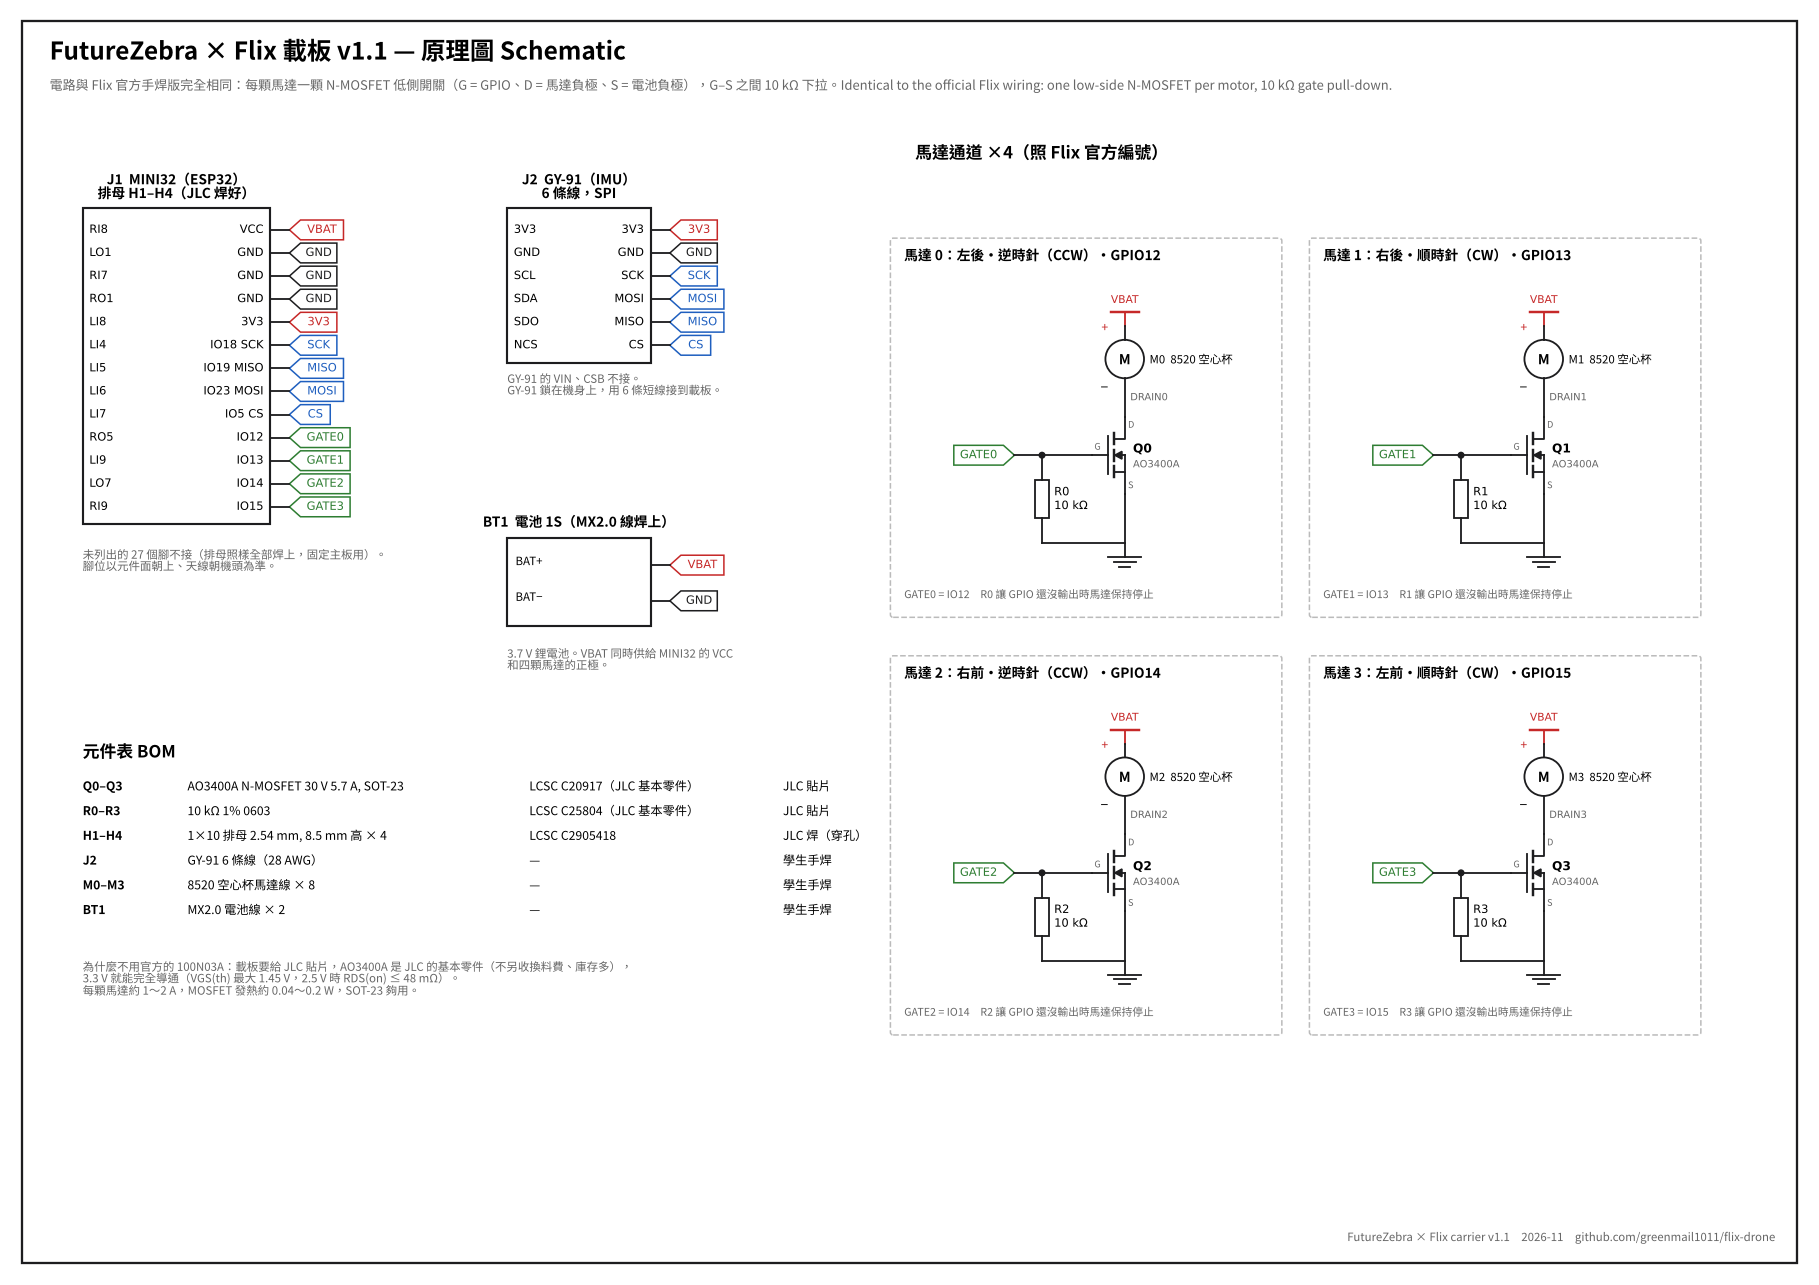 FutureZebra × Flix 載板 v1.1 — 原理圖 Schematic
電路與 Flix 官方手焊版完全相同：每顆馬達一顆 N-MOSFET 低側開關（G = GPIO、D = 馬達負極、S = 電池負極），G–S 之間 10 kΩ 下拉。Identical to the official Flix wiring: one low-side N-MOSFET per motor, 10 kΩ gate pull-down.
J1 MINI32（ESP32）
排母 H1–H4（JLC 焊好）
RI8 VCC VBAT
LO1 GND GND
RI7 GND GND
RO1 GND GND
LI8 3V3 3V3
LI4 IO18 SCK SCK
LI5 IO19 MISO MISO
LI6 IO23 MOSI MOSI
LI7 IO5 CS CS
RO5 IO12 GATE0
LI9 IO13 GATE1
LO7 IO14 GATE2
RI9 IO15 GATE3
未列出的 27 個腳不接（排母照樣全部焊上，固定主板用）。
腳位以元件面朝上、天線朝機頭為準。
J2 GY-91（IMU）
6 條線，SPI
3V3 3V3 3V3
GND GND GND
SCL SCK SCK
SDA MOSI MOSI
SDO MISO MISO
NCS CS CS
GY-91 的 VIN、CSB 不接。
GY-91 鎖在機身上，用 6 條短線接到載板。
BT1 電池 1S（MX2.0 線焊上）
BAT+ VBAT
BAT− GND
3.7 V 鋰電池。VBAT 同時供給 MINI32 的 VCC
和四顆馬達的正極。
馬達通道 ×4（照 Flix 官方編號）
馬達 0：左後・逆時針（CCW）・GPIO12
VBAT
+
M
M0 8520 空心杯
−
DRAIN0
D
G
Q0
AO3400A
GATE0
S
R0
10 kΩ
GATE0 = IO12 R0 讓 GPIO 還沒輸出時馬達保持停止
馬達 1：右後・順時針（CW）・GPIO13
VBAT
+
M
M1 8520 空心杯
−
DRAIN1
D
G
Q1
AO3400A
GATE1
S
R1
10 kΩ
GATE1 = IO13 R1 讓 GPIO 還沒輸出時馬達保持停止
馬達 2：右前・逆時針（CCW）・GPIO14
VBAT
+
M
M2 8520 空心杯
−
DRAIN2
D
G
Q2
AO3400A
GATE2
S
R2
10 kΩ
GATE2 = IO14 R2 讓 GPIO 還沒輸出時馬達保持停止
馬達 3：左前・順時針（CW）・GPIO15
VBAT
+
M
M3 8520 空心杯
−
DRAIN3
D
G
Q3
AO3400A
GATE3
S
R3
10 kΩ
GATE3 = IO15 R3 讓 GPIO 還沒輸出時馬達保持停止
元件表 BOM
Q0–Q3 AO3400A N-MOSFET 30 V 5.7 A, SOT-23 LCSC C20917（JLC 基本零件） JLC 貼片
R0–R3 10 kΩ 1% 0603 LCSC C25804（JLC 基本零件） JLC 貼片
H1–H4 1×10 排母 2.54 mm, 8.5 mm 高 × 4 LCSC C2905418 JLC 焊（穿孔）
J2 GY-91 6 條線（28 AWG） — 學生手焊
M0–M3 8520 空心杯馬達線 × 8 — 學生手焊
BT1 MX2.0 電池線 × 2 — 學生手焊
為什麼不用官方的 100N03A：載板要給 JLC 貼片，AO3400A 是 JLC 的基本零件（不另收換料費、庫存多），
3.3 V 就能完全導通（VGS(th) 最大 1.45 V，2.5 V 時 RDS(on) ≤ 48 mΩ）。
每顆馬達約 1～2 A，MOSFET 發熱約 0.04～0.2 W，SOT-23 夠用。
FutureZebra × Flix carrier v1.1 2026-11 github.com/greenmail1011/flix-drone